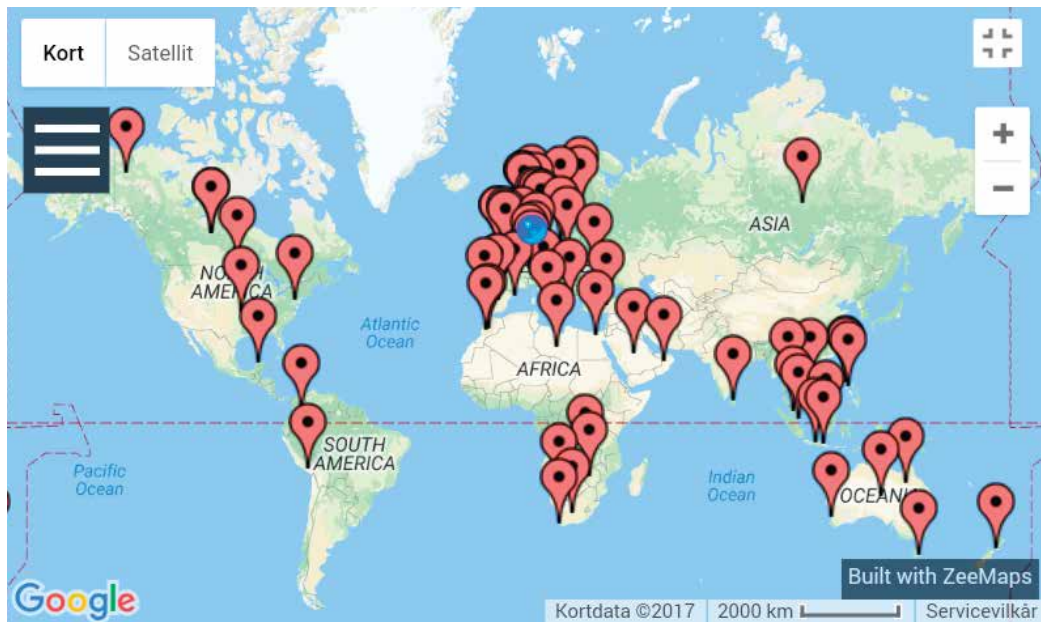 Kort
Satellit
ASIA
NORTH
AMERICA
Atlantic
Ocean
AFRICA
SOUTH
AMERICA
Pacific
Ocean
Indian
Ocean
OCEANIA
Built with ZeeMaps
Google
Kortdata ©2017
2000 km
Servicevilkår